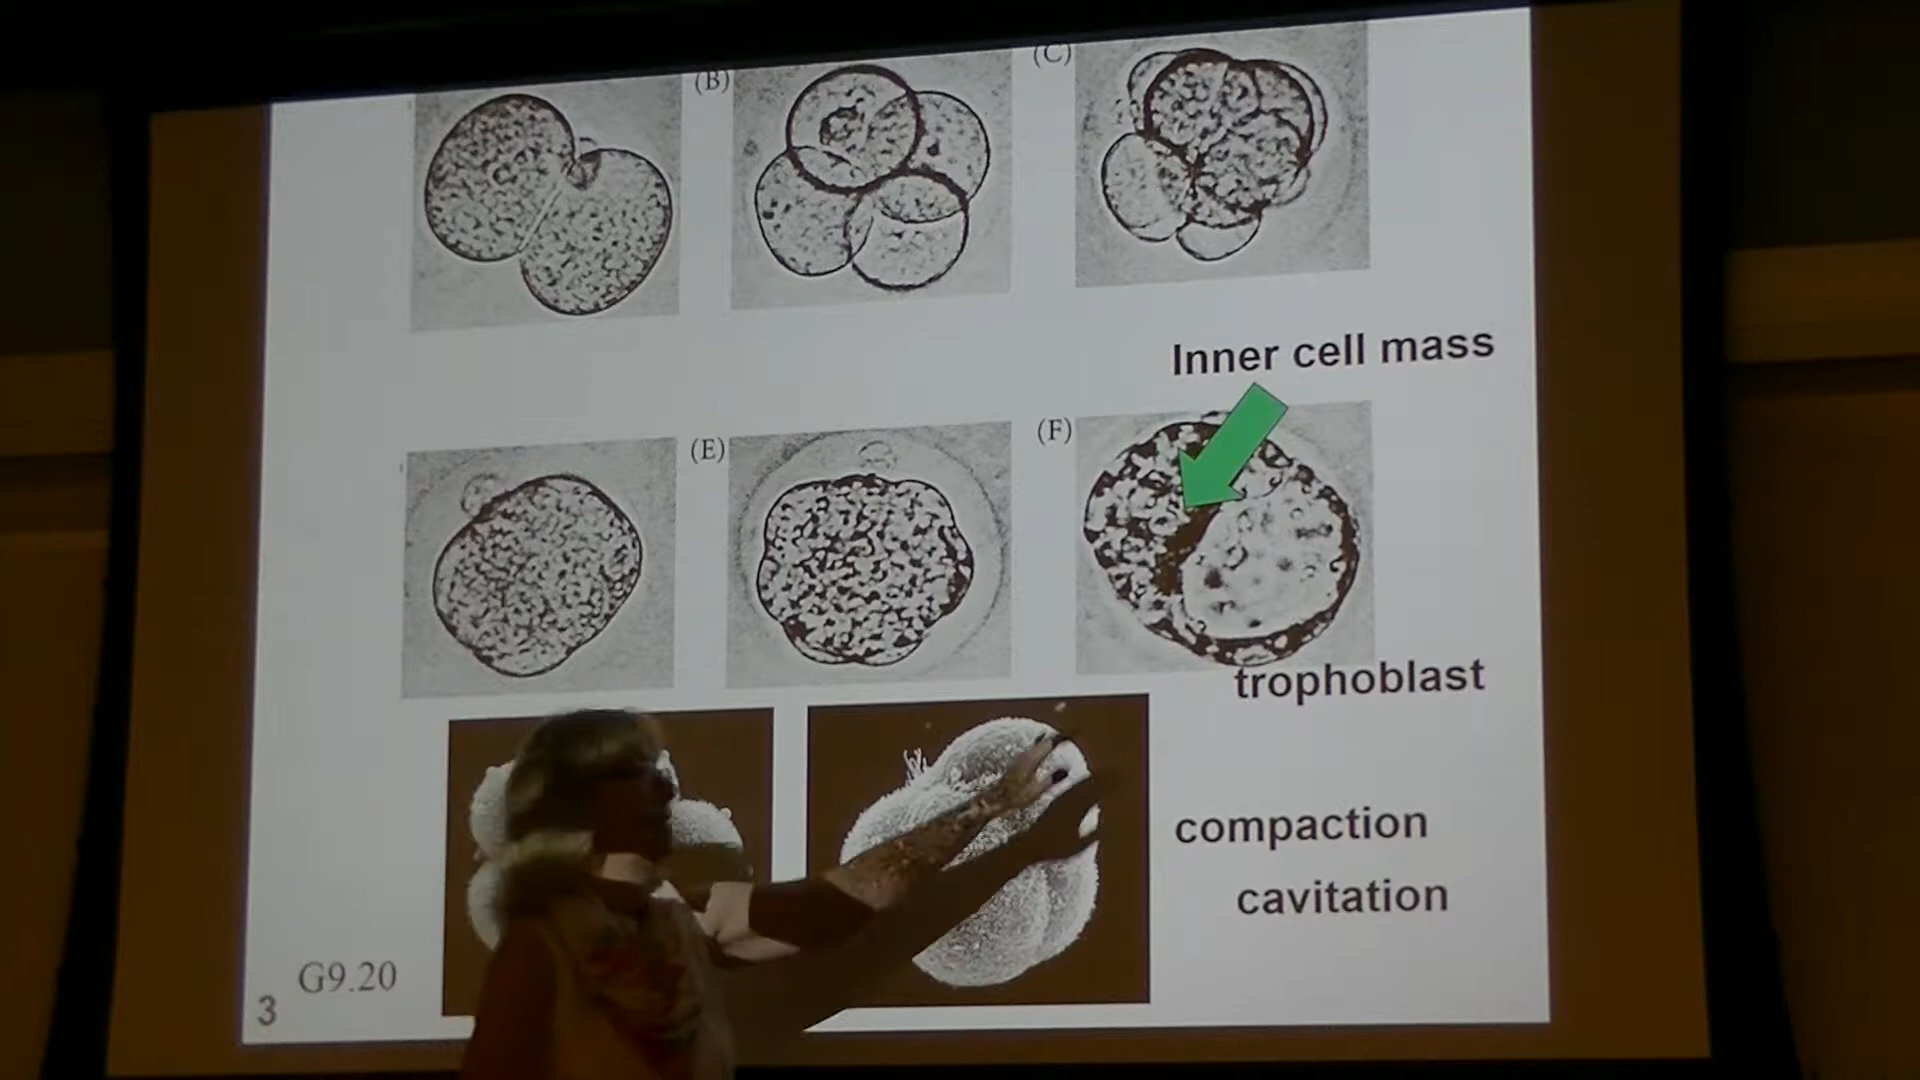 (B)
(C)
Inner cell mass
(E)
(F)
trophoblast
compaction
cavitation
G9.20
3